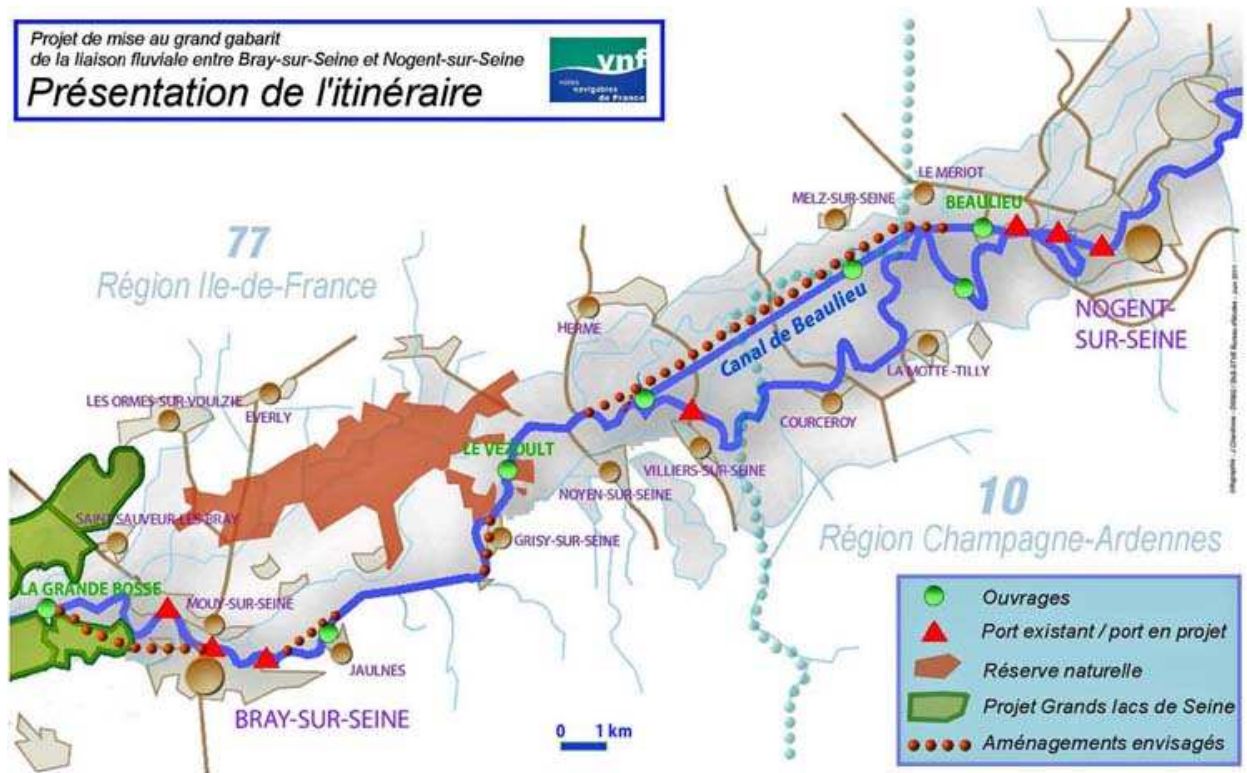 Projet de mise au grand gabarit
de la liaison fluviale entre Bray-sur-Seine et Nogent-sur-Seine
Présentation de l'itinéraire
vnf
voies
navigables
de France
77
Région Ile-de-France
LE MERIOT
MELZ-SUR-SEINE
BEAULIEU
NOGENT-
SUR-SEINE
HERME
Canal de Beaulieu
LA MOTTE -TILLY
COURCEROY
LES ORMES-SUR-VOULZIE
EVERLY
LE VEZOULT
VILLIERS-SUR-SEINE
NOYEN-SUR-SEINE
10
Région Champagne-Ardennes
SAINT-SAUVEUR-LES-BRAY
GRISY-SUR-SEINE
LA GRANDE BOSSE
MOUY-SUR-SEINE
JAULNES
BRAY-SUR-SEINE
0 1 km
Ouvrages
Port existant / port en projet
Réserve naturelle
Projet Grands lacs de Seine
Aménagements envisagés